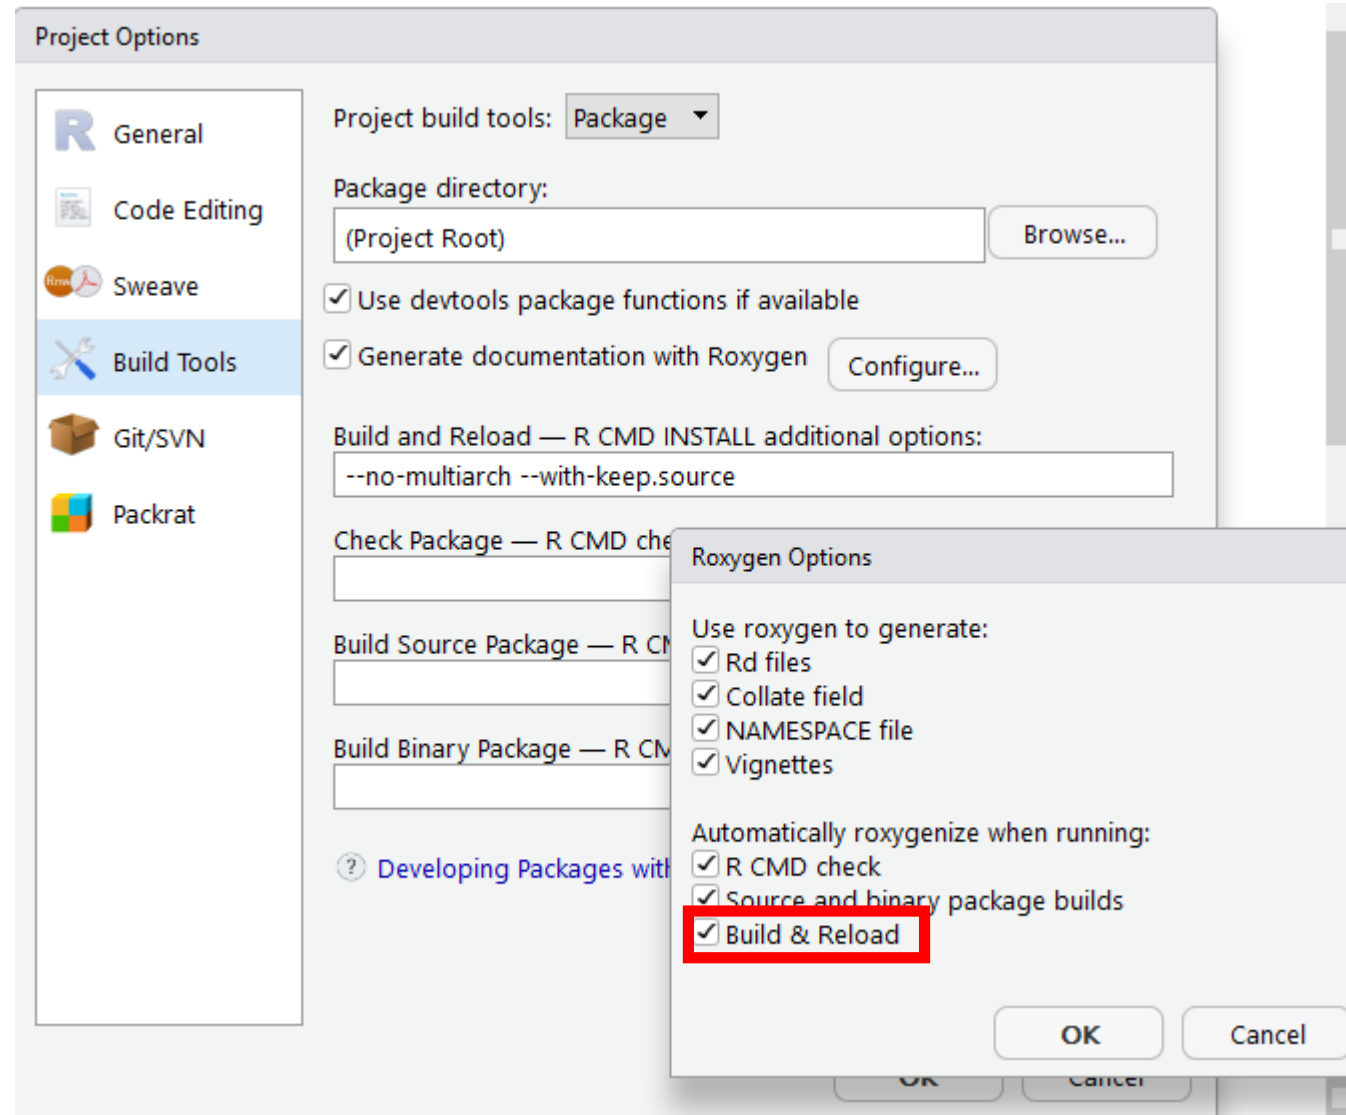 Project Options
General
Code Editing
Rnw
Sweave
Build Tools
Git/SVN
Packrat
Project build tools: Package
Package directory:
(Project Root)
Browse...
Use devtools package functions if available
Generate documentation with Roxygen
Configure...
Build and Reload — R CMD INSTALL additional options:
--no-multiarch --with-keep.source
Check Package — R CMD che
Build Source Package — R CM
Build Binary Package — R CM
? Developing Packages with
Roxygen Options
Use roxygen to generate:
Rd files
Collate field
NAMESPACE file
Vignettes
Automatically roxygenize when running:
R CMD check
Source and binary package builds
Build & Reload
OK
Cancel
OK
Cancel